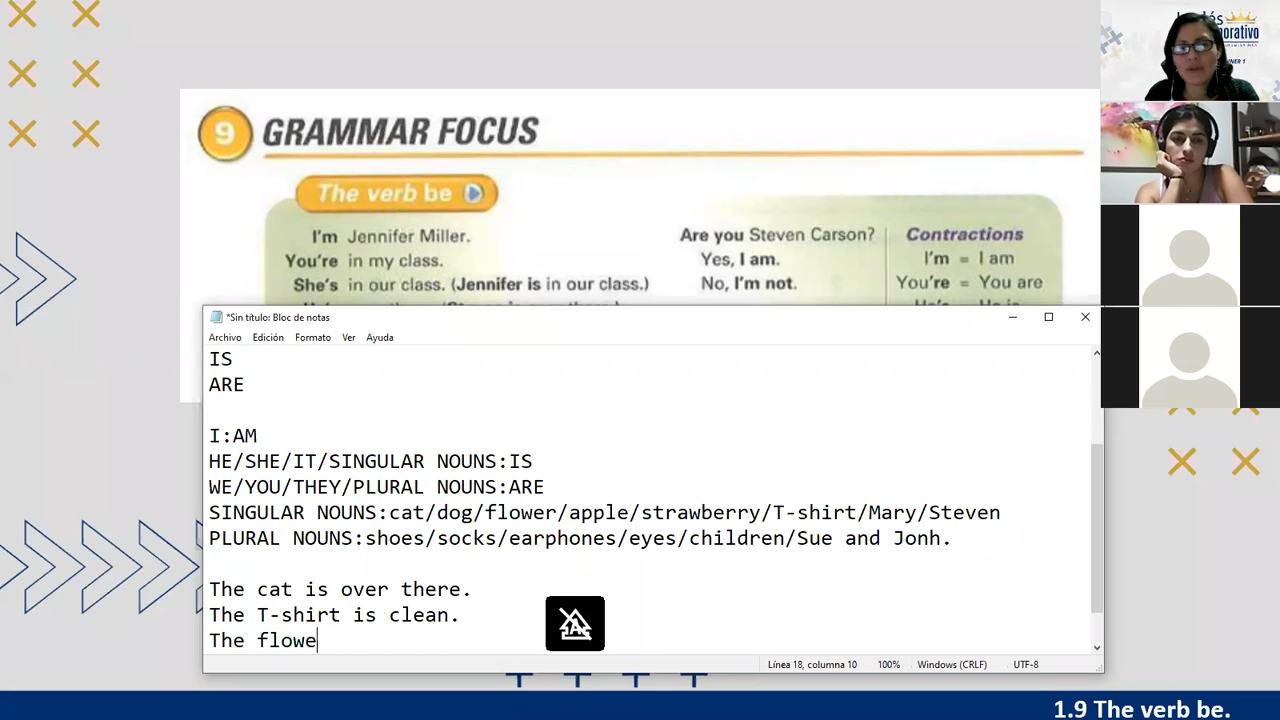 9 GRAMMAR FOCUS
The verb be
I'm Jennifer Miller.
You're in my class.
She's in our class. (Jennifer is in our class.)
Are you Steven Carson?
Yes, I am.
No, I'm not.
Contractions
I'm = I am
You're = You are
*Sin título: Bloc de notas
Archivo Edición Formato Ver Ayuda
IS
ARE
I:AM
HE/SHE/IT/SINGULAR NOUNS:IS
WE/YOU/THEY/PLURAL NOUNS:ARE
SINGULAR NOUNS:cat/dog/flower/apple/strawberry/T-shirt/Mary/Steven
PLURAL NOUNS:shoes/socks/earphones/eyes/children/Sue and Jonh.
The cat is over there.
The T-shirt is clean.
The flowe
Línea 18, columna 10 100% Windows (CRLF) UTF-8
1.9 The verb be.